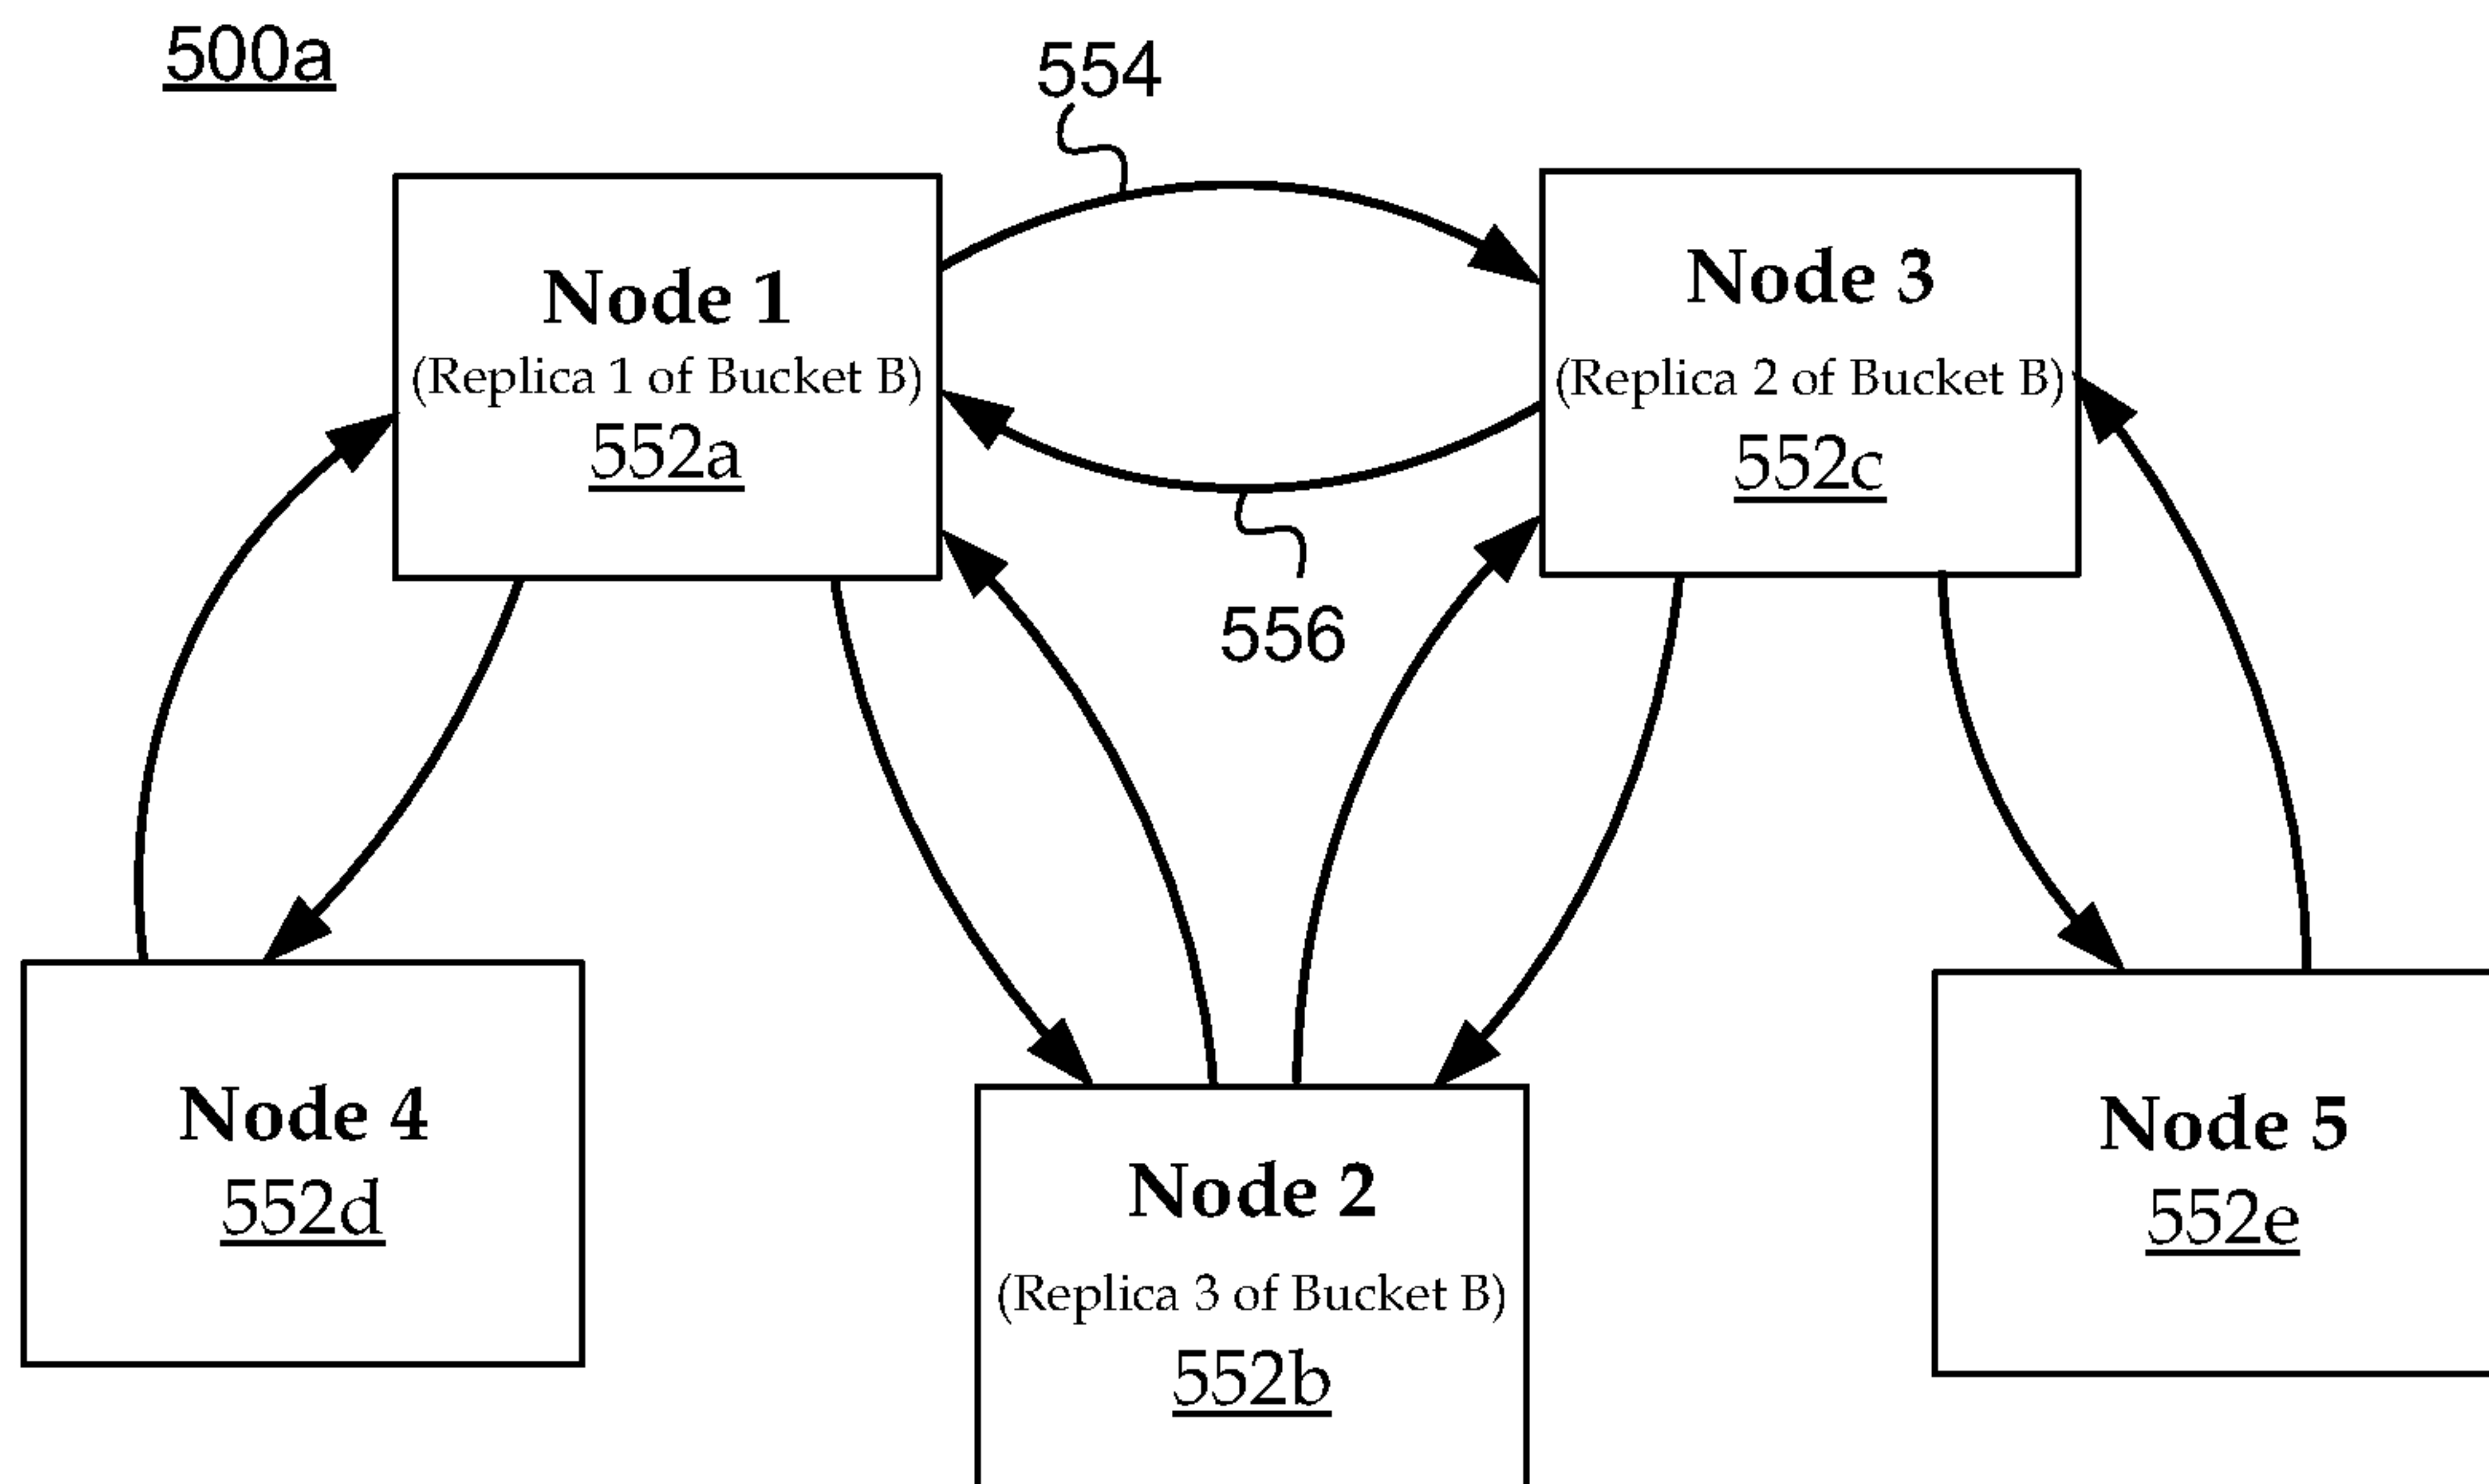 500a
554
Node 1
(Replica 1 of Bucket B)
552a
Node 3
(Replica 2 of Bucket B)
552c
556
Node 4
552d
Node 2
(Replica 3 of Bucket B)
552b
Node 5
552e